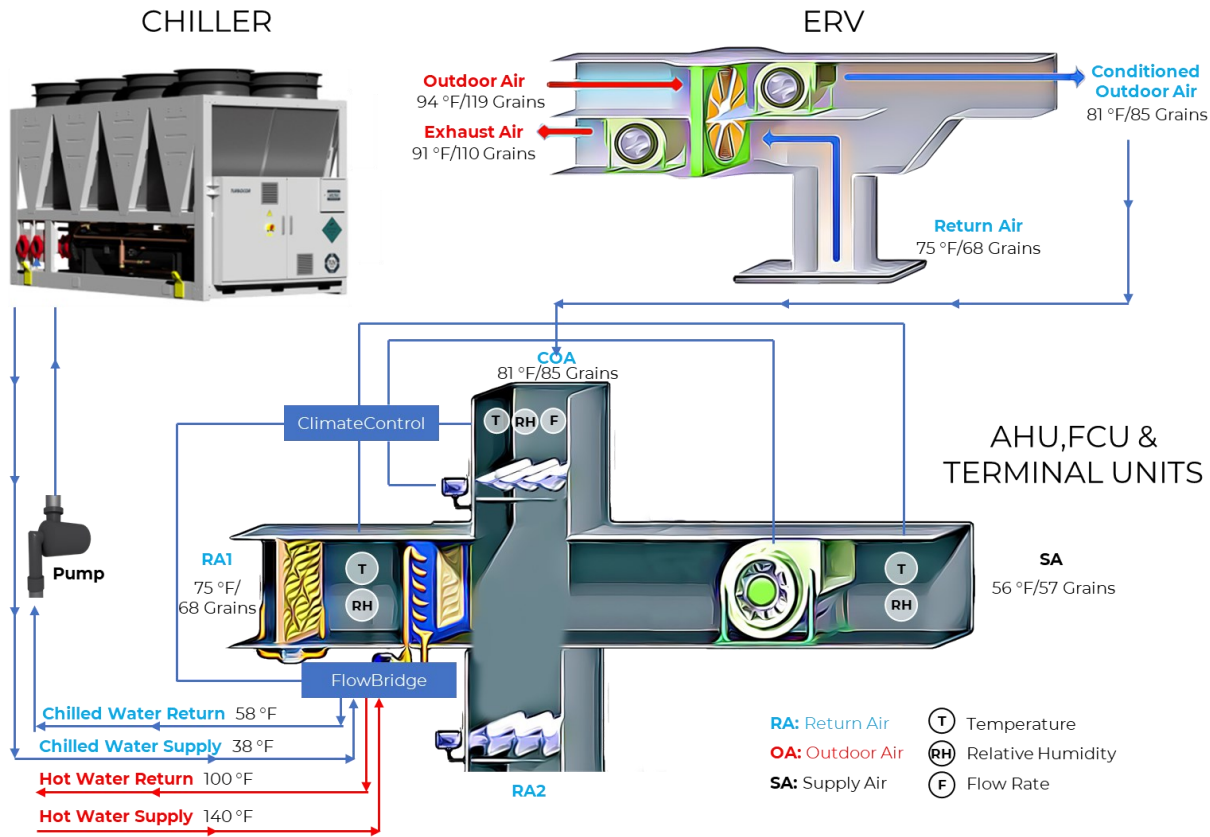 CHILLER
ERV
Outdoor Air
94 °F/119 Grains
Exhaust Air
91 °F/110 Grains
Conditioned
Outdoor Air
81 °F/85 Grains
Return Air
75 °F/68 Grains
COA
81 °F/85 Grains
ClimateControl
T
RH
F
AHU,FCU &
TERMINAL UNITS
Pump
RA1
75 °F/
68 Grains
T
RH
T
RH
SA
56 °F/57 Grains
FlowBridge
Chilled Water Return 58 °F
Chilled Water Supply 38 °F
Hot Water Return 100 °F
Hot Water Supply 140 °F
RA2
RA: Return Air
OA: Outdoor Air
SA: Supply Air
T Temperature
RH Relative Humidity
F Flow Rate